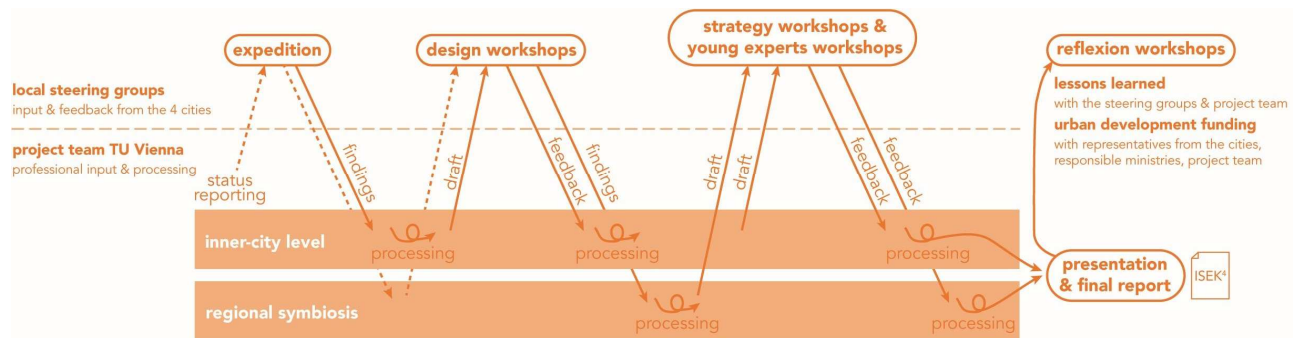 expedition
design workshops
strategy workshops &
young experts workshops
reflexion workshops
local steering groups
input & feedback from the 4 cities
lessons learned
with the steering groups & project team
urban development funding
with representatives from the cities,
responsible ministries, project team
project team TU Vienna
professional input & processing
status
reporting
findings
draft
feedback
findings
draft
draft
feedback
feedback
inner-city level
processing
processing
processing
presentation
& final report
ISEK⁴
regional symbiosis
processing
processing